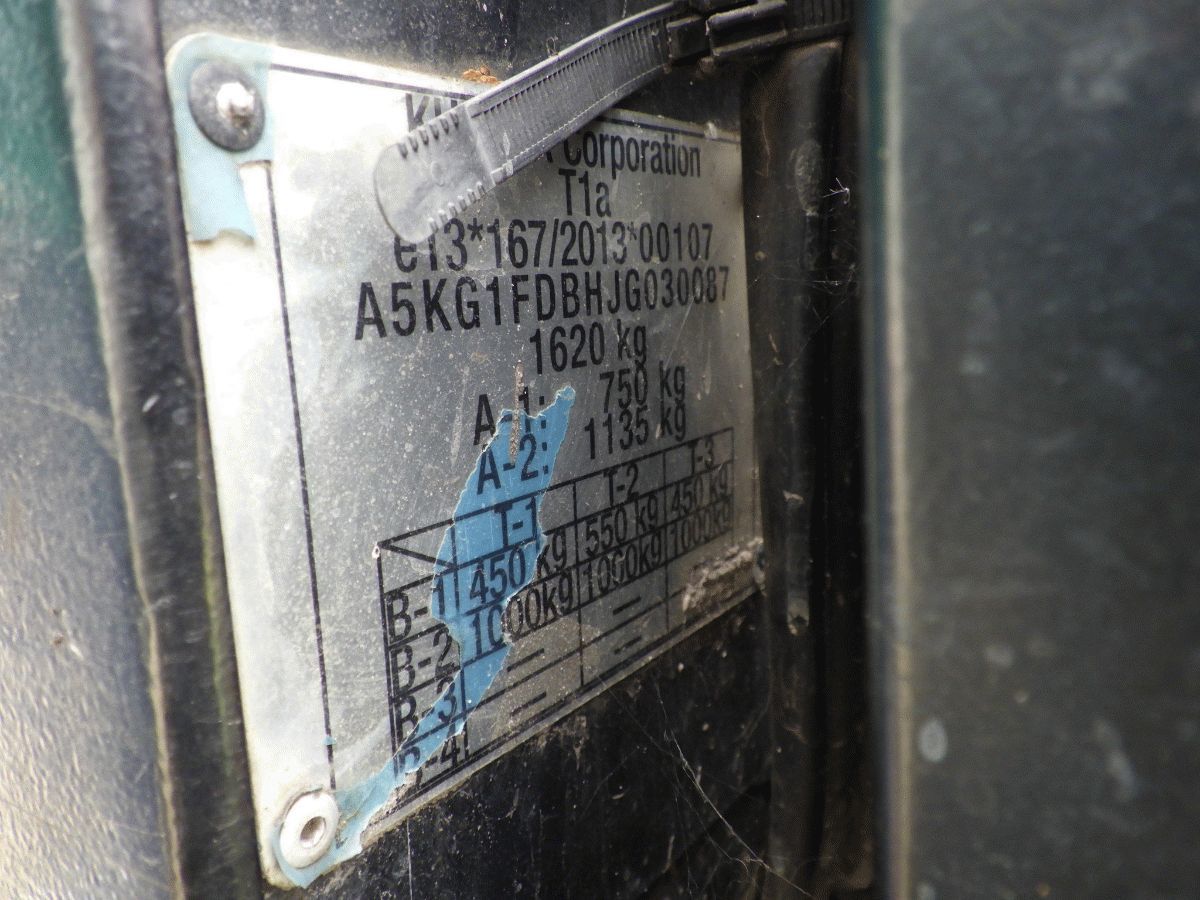 Corporation
T1a
e13*167/2013*00107
A5KG1FDBHJG030087
1620 kg
A-1: 750 kg
A-2: 1135 kg
T-1 T-2 T-3
B-1 450 kg 550 kg 450 kg
B-2 1000kg 1000kg 1000kg
B-3 — — —
B-4 — — —